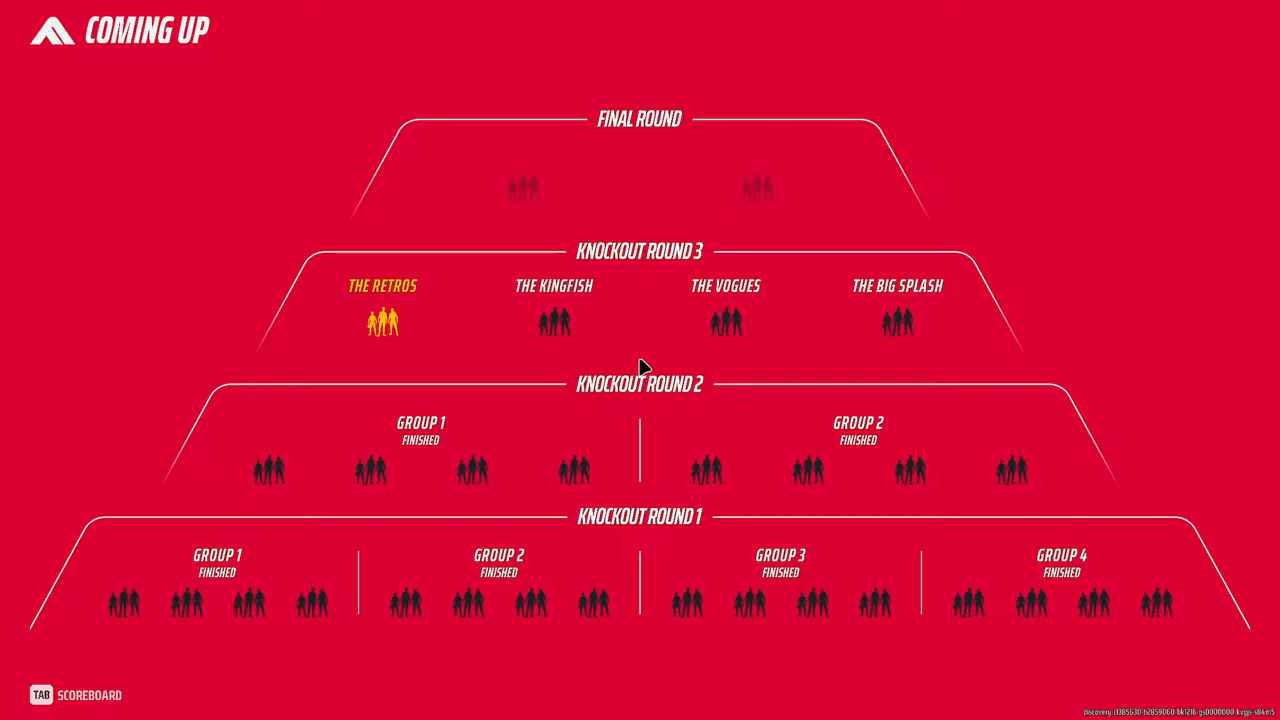 COMING UP
FINAL ROUND
KNOCKOUT ROUND 3
THE RETROS
THE KINGFISH
THE VOGUES
THE BIG SPLASH
KNOCKOUT ROUND 2
GROUP 1
FINISHED
GROUP 2
FINISHED
KNOCKOUT ROUND 1
GROUP 1
FINISHED
GROUP 2
FINISHED
GROUP 3
FINISHED
GROUP 4
FINISHED
TAB SCOREBOARD